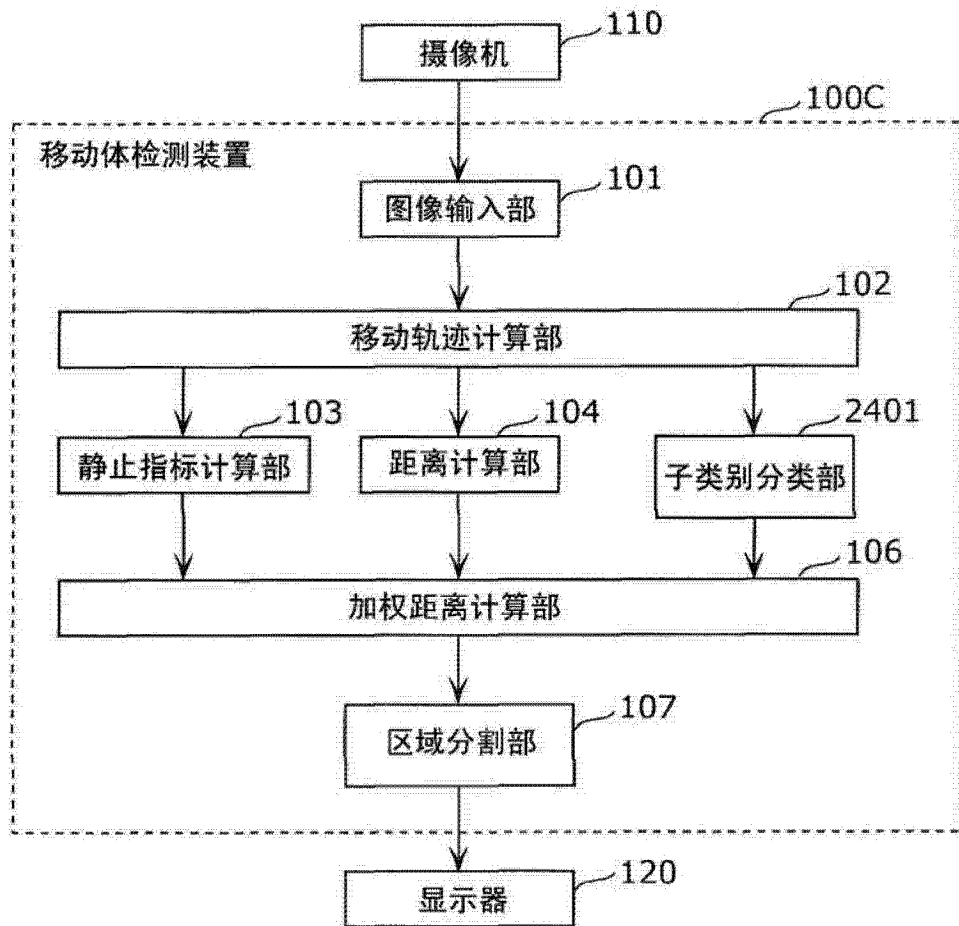 110
摄像机
100C
移动体检测装置
101
图像输入部
102
移动轨迹计算部
103
104
2401
静止指标计算部
距离计算部
子类别分类部
106
加权距离计算部
107
区域分割部
120
显示器